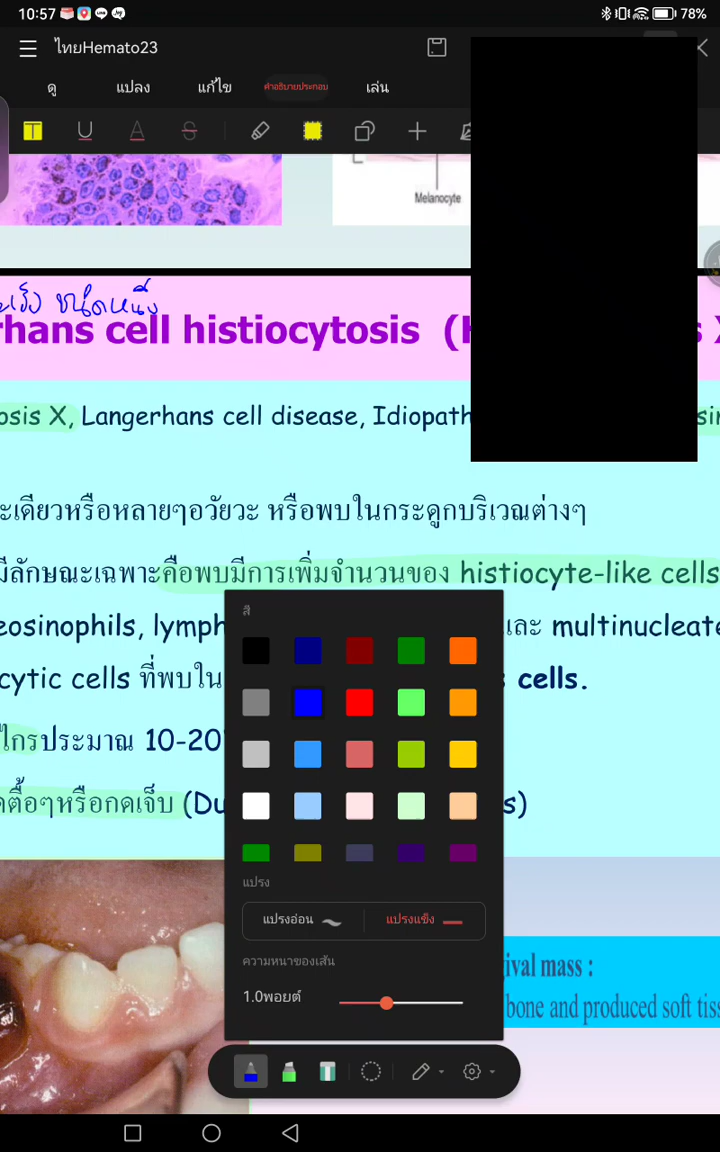 10:57
78%
ไทยHemato23
ดู แปลง แก้ไข คำอธิบายประกอบ เล่น
Melanocyte
ชนิดหนึ่ง
hans cell histiocytosis (
osis X, Langerhans cell disease, Idiopath
ะเดียวหรือหลายๆอวัยวะ หรือพบในกระดูกบริเวณต่างๆ
มีลักษณะเฉพาะคือพบมีการเพิ่มจำนวนของ histiocyte-like cells
eosinophils, lymph และ multinucleate
cytic cells ที่พบใน cells.
ไกรประมาณ 10-20
ดตื้อๆหรือกดเจ็บ (Du s)
สี
แปรง
แปรงอ่อน แปรงแข็ง
ความหนาของเส้น
1.0พอยต์
ival mass :
bone and produced soft tiss